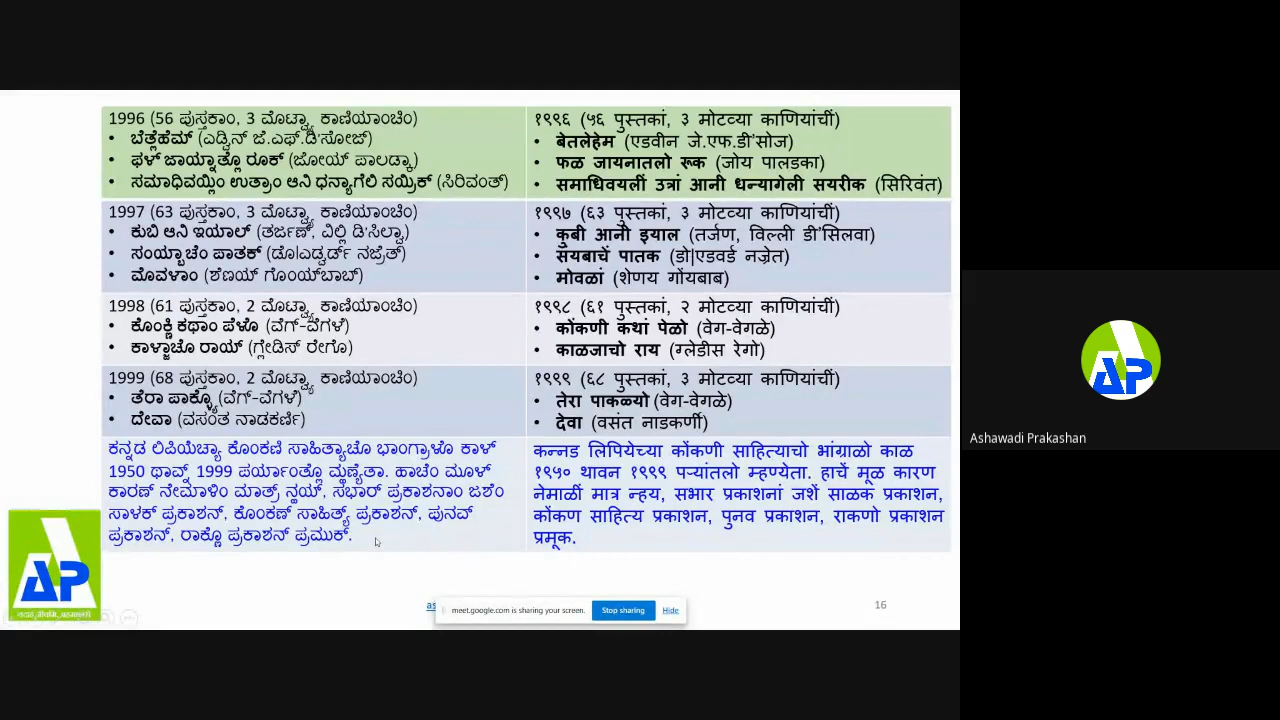 1996 (56 ಪುಸ್ತಕಾಂ, 3 ಮೊಟ್ವ್ಯಾ ಕಾಣಿಯಾಂಚೆಂ)
• ಬೆತ್ಲೆಹೆಮ್ (ಎಡ್ವಿನ್ ಜೆ.ಎಫ್.ಡಿ'ಸೋಜ್)
• ಫಳ್ ಜಾಯ್ನಾತ್ಲೊ ರೂಕ್ (ಜೋಯ್ ಪಾಲಡ್ಕಾ)
• ಸಮಾಧಿವಯ್ಲಿಂ ಉತ್ರಾಂ ಆನಿ ಧನ್ಯಾಗೆಲಿ ಸಯ್ರಿಕ್ (ಸಿರಿವಂತ್)
1997 (63 ಪುಸ್ತಕಾಂ, 3 ಮೊಟ್ವ್ಯಾ ಕಾಣಿಯಾಂಚೆಂ)
• ಕುಬಿ ಆನಿ ಇಯಾಲ್ (ತರ್ಜಣ್, ವಿಲ್ಲಿ ಡಿ'ಸಿಲ್ವಾ)
• ಸಂಯ್ಬಾಚೆಂ ಪಾತಕ್ (ಡೊ|ಎಡ್ವರ್ಡ್ ನಜ್ರೆತ್)
• ಮೊವಳಾಂ (ಶೆಣಯ್ ಗೊಂಯ್‌ಬಾಬ್)
1998 (61 ಪುಸ್ತಕಾಂ, 2 ಮೊಟ್ವ್ಯಾ ಕಾಣಿಯಾಂಚೆಂ)
• ಕೊಂಕ್ಣಿ ಕಥಾಂ ಪೆಳೊ (ವೆಗ್-ವೆಗಳೆ)
• ಕಾಳ್ಜಾಚೊ ರಾಯ್ (ಗ್ಲೇಡಿಸ್ ರೇಗೊ)
1999 (68 ಪುಸ್ತಕಾಂ, 2 ಮೊಟ್ವ್ಯಾ ಕಾಣಿಯಾಂಚೆಂ)
• ತೆರಾ ಪಾಕ್ಳ್ಯೊ (ವೆಗ್-ವೆಗಳೆ)
• ದೇವಾ (ವಸಂತ ನಾಡಕರ್ಣಿ)
ಕನ್ನಡ ಲಿಪಿಯೆಚ್ಯಾ ಕೊಂಕಣಿ ಸಾಹಿತ್ಯಾಚೊ ಭಾಂಗ್ರಾಳೊ ಕಾಳ್
1950 ಥಾವ್ನ್ 1999 ಪರ್ಯಾಂತ್ಲೊ ಮ್ಹಣ್ಯೆತಾ. ಹಾಚೆಂ ಮೂಳ್
ಕಾರಣ್ ನೇಮಾಳಿಂ ಮಾತ್ರ್ ನ್ಹಯ್, ಸಭಾರ್ ಪ್ರಕಾಶನಾಂ ಜಶೆಂ
ಸಾಳಕ್ ಪ್ರಕಾಶನ್, ಕೊಂಕಣ್ ಸಾಹಿತ್ಯ್ ಪ್ರಕಾಶನ್, ಪುನವ್
ಪ್ರಕಾಶನ್, ರಾಕ್ಣೊ ಪ್ರಕಾಶನ್ ಪ್ರಮುಕ್.
१९९६ (५६ पुस्तकां, ३ मोटव्या काणियांचीं)
• बेतलेहेम (एडवीन जे.एफ.डी'सोज)
• फळ जायनातलो रूक (जोय पालडका)
• समाधिवयलीं उत्रां आनी धन्यागेली सयरीक (सिरिवंत)
१९९७ (६३ पुस्तकां, ३ मोटव्या काणियांचीं)
• कुबी आनी इयाल (तर्जण, विल्ली डी'सिलवा)
• संयबाचें पातक (डो|एडवर्ड नज्रेत)
• मोवळां (शेणय गोंयबाब)
१९९८ (६१ पुस्तकां, २ मोटव्या काणियांचीं)
• कोंकणी कथां पेळो (वेग-वेगळे)
• काळजाचो राय (ग्लेडीस रेगो)
१९९९ (६८ पुस्तकां, ३ मोटव्या काणियांचीं)
• तेरा पाकळ्यो (वेग-वेगळे)
• देवा (वसंत नाडकर्णी)
कन्नड लिपियेच्या कोंकणी साहित्याचो भांग्राळो काळ
१९५० थावन १९९९ पऱ्यांतलो म्हण्येता. हाचें मूळ कारण
नेमाळीं मात्र न्हय, सभार प्रकाशनां जशें साळक प्रकाशन,
कोंकण साहित्य प्रकाशन, पुनव प्रकाशन, राकणो प्रकाशन
प्रमूक.
AP
as
meet.google.com is sharing your screen.
Stop sharing
Hide
16
AP
Ashawadi Prakashan